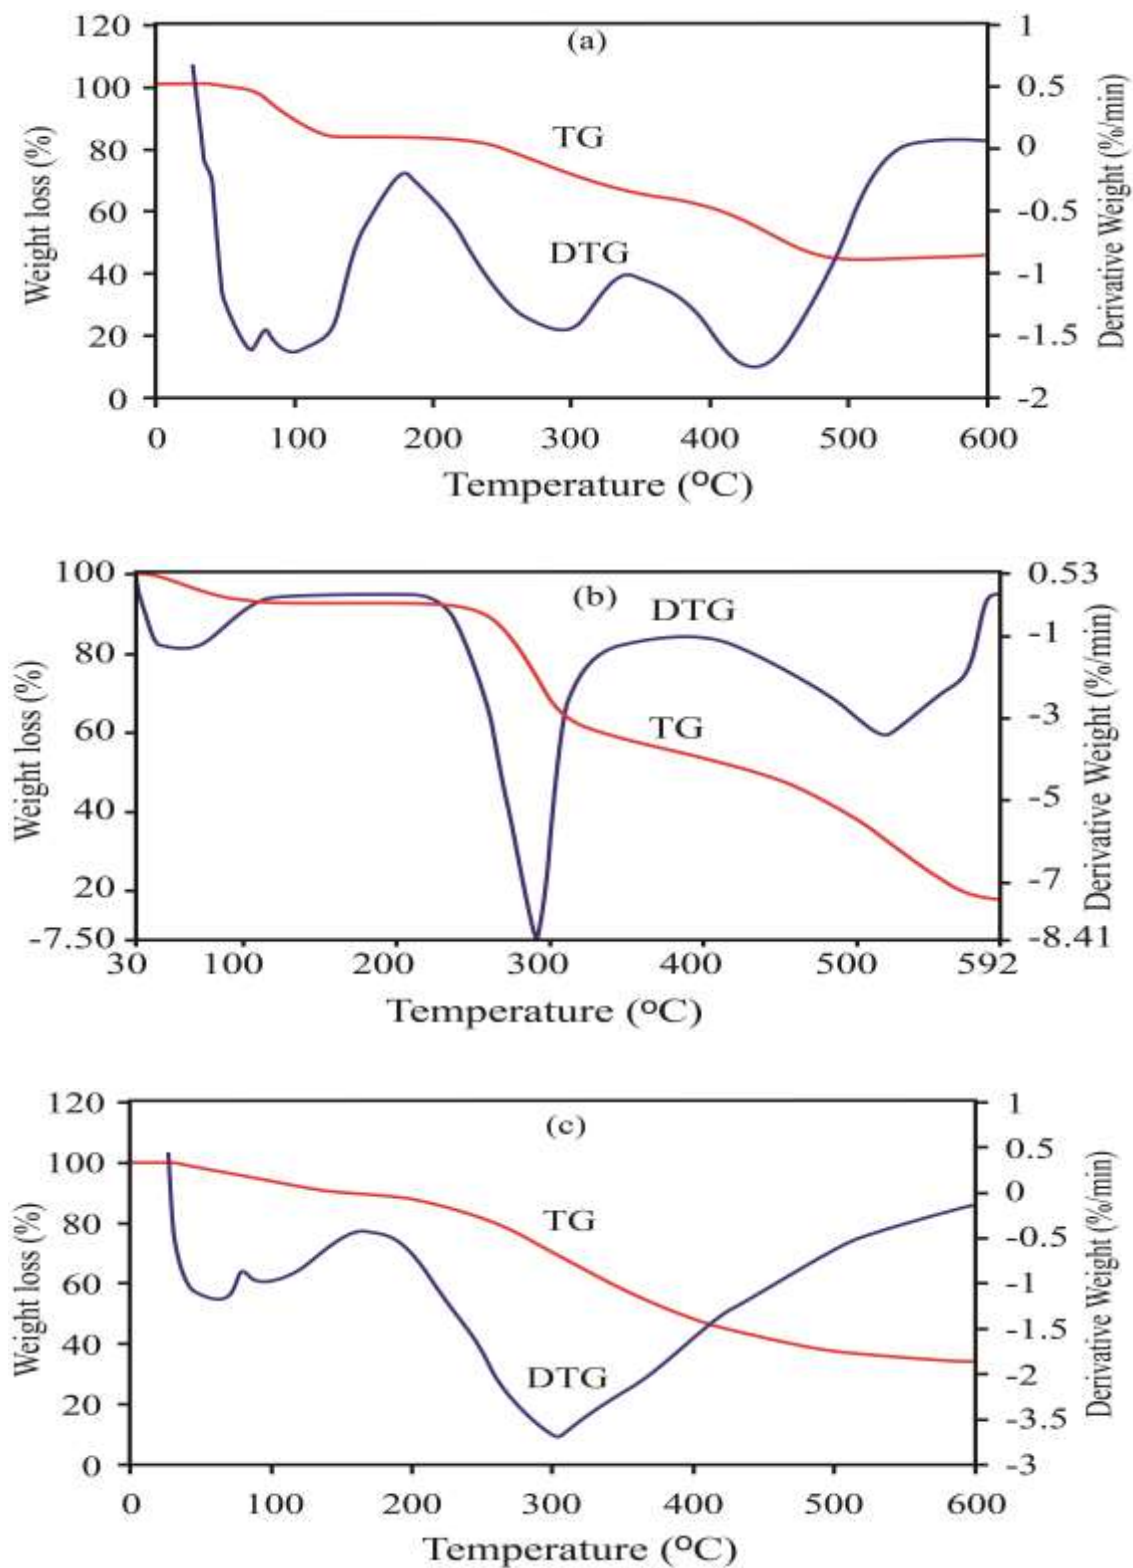 120
100
80
60
40
20
0
Weight loss (%)
(a)
TG
DTG
1
0.5
0
-0.5
-1
-1.5
-2
Derivative Weight (%/min)
0 100 200 300 400 500 600
Temperature (ºC)
100
80
60
40
20
-7.50
Weight loss (%)
(b)
DTG
TG
0.53
-1
-3
-5
-7
-8.41
Derivative Weight (%/min)
30 100 200 300 400 500 592
Temperature (ºC)
120
100
80
60
40
20
0
Weight loss (%)
(c)
TG
DTG
1
0.5
0
-0.5
-1
-1.5
-2
-3.5
-3
Derivative Weight (%/min)
0 100 200 300 400 500 600
Temperature (ºC)